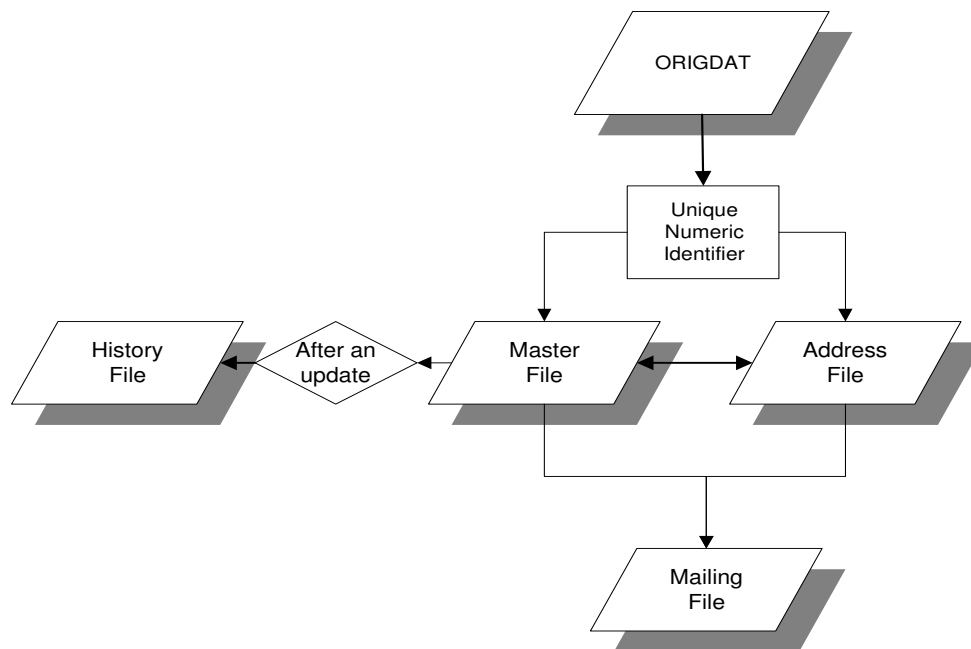 ORIGDAT
Unique
Numeric
Identifier
History
File
After an
update
Master
File
Address
File
Mailing
File